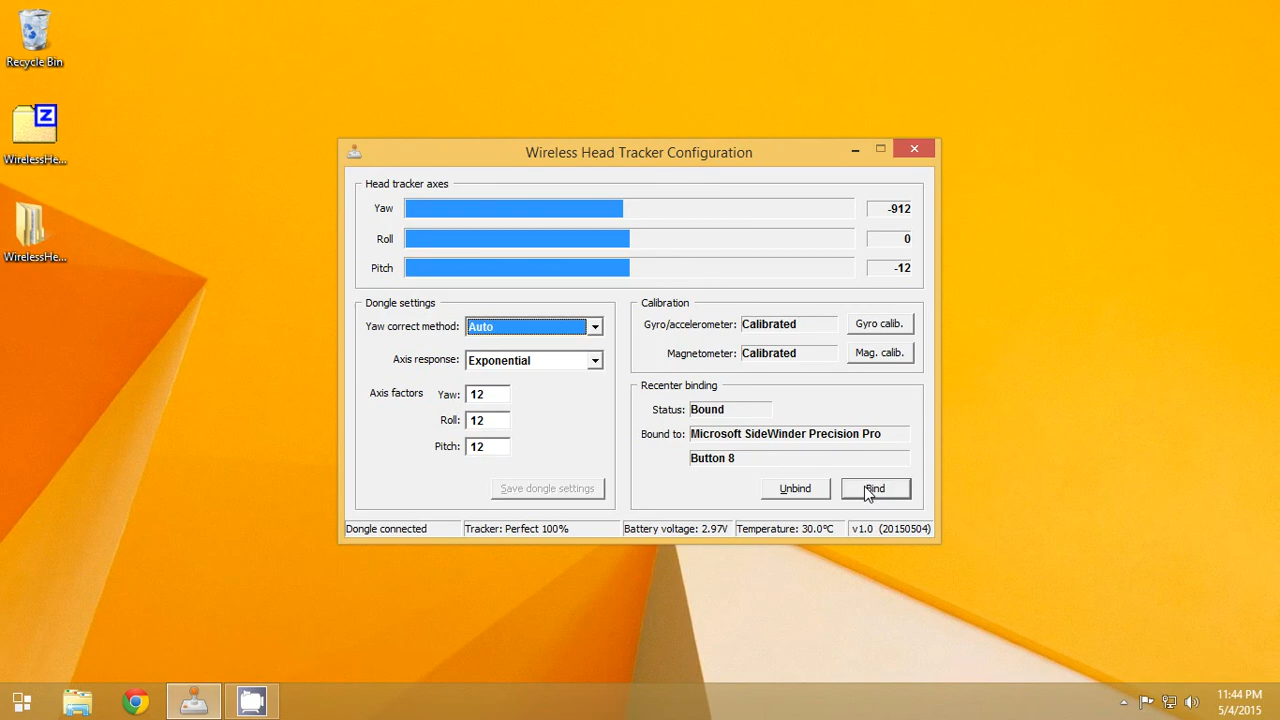 Recycle Bin
WirelessHe...
WirelessHe...
Wireless Head Tracker Configuration
Head tracker axes
Yaw -912
Roll 0
Pitch -12
Dongle settings
Yaw correct method: Auto
Axis response: Exponential
Axis factors Yaw: 12
Roll: 12
Pitch: 12
Save dongle settings
Calibration
Gyro/accelerometer: Calibrated Gyro calib.
Magnetometer: Calibrated Mag. calib.
Recenter binding
Status: Bound
Bound to: Microsoft SideWinder Precision Pro
Button 8
Unbind Bind
Dongle connected Tracker: Perfect 100% Battery voltage: 2.97V Temperature: 30.0°C v1.0 (20150504)
11:44 PM
5/4/2015